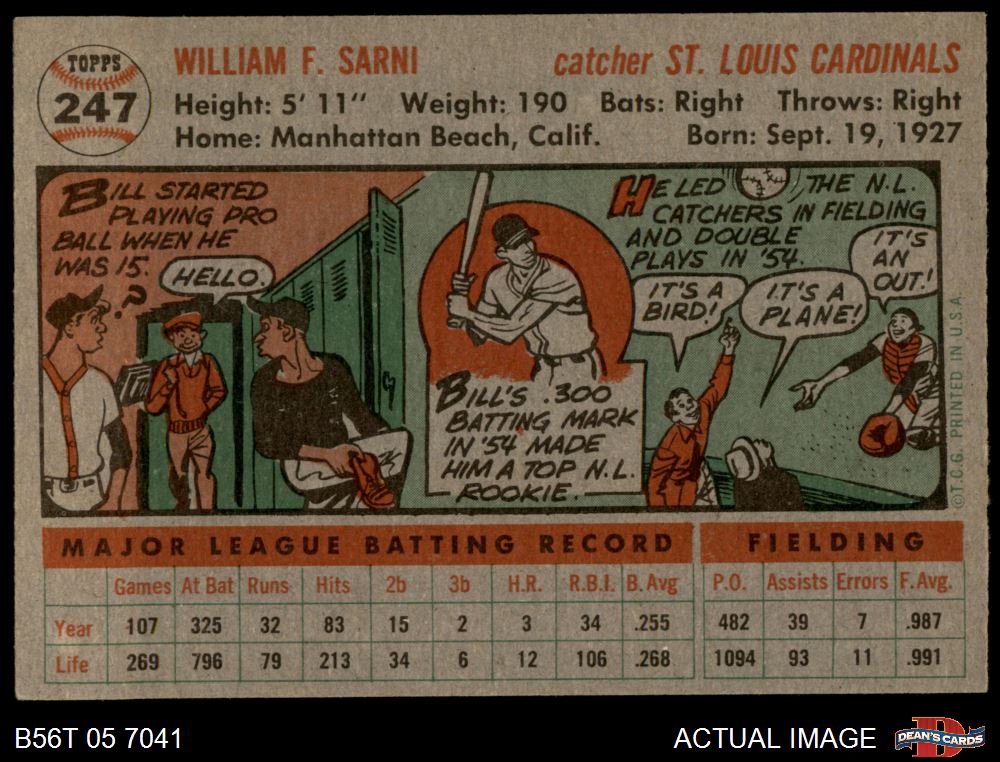 TOPPS
247
WILLIAM F. SARNI
catcher ST. LOUIS CARDINALS
Height: 5' 11" Weight: 190 Bats: Right Throws: Right
Home: Manhattan Beach, Calif. Born: Sept. 19, 1927
BILL STARTED
PLAYING PRO
BALL WHEN HE
WAS 15.
?
HELLO.
BILL'S .300
BATTING MARK
IN '54 MADE
HIM A TOP N.L.
ROOKIE.
HE LED THE N.L.
CATCHERS IN FIELDING
AND DOUBLE
PLAYS IN '54.
IT'S A
BIRD!
IT'S A
PLANE!
IT'S
AN
OUT!
©T.C.G. PRINTED IN U.S.A.
MAJOR LEAGUE BATTING RECORD FIELDING
Games At Bat Runs Hits 2b 3b H.R. R.B.I. B. Avg P.O. Assists Errors F. Avg.
Year 107 325 32 83 15 2 3 34 .255 482 39 7 .987
Life 269 796 79 213 34 6 12 106 .268 1094 93 11 .991
B56T 05 7041
ACTUAL IMAGE
D
DEAN'S CARDS